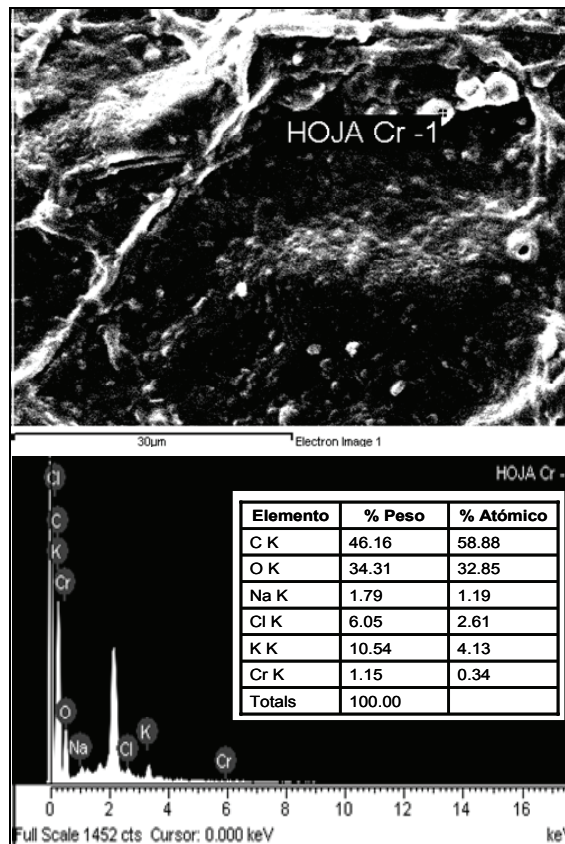 HOJA Cr -1
30µm Electron Image 1
HOJA Cr -
Cl
C
K
Cr
O
Na
Cl
K
Cr
Elemento % Peso % Atómico
C K 46.16 58.88
O K 34.31 32.85
Na K 1.79 1.19
Cl K 6.05 2.61
K K 10.54 4.13
Cr K 1.15 0.34
Totals 100.00
0 2 4 6 8 10 12 14 16
Full Scale 1452 cts Cursor: 0.000 keV